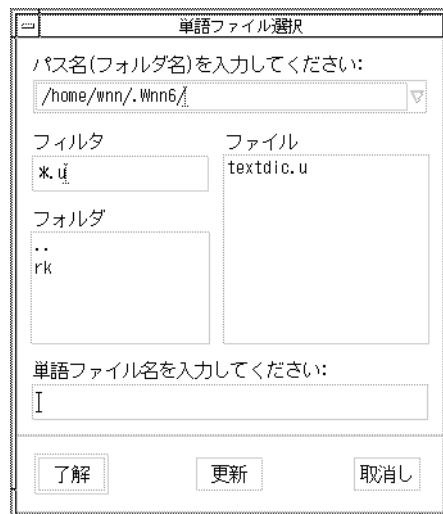 単語ファイル選択
パス名(フォルダ名)を入力してください:
/home/wnn/.Wnn6/
フィルタ
*.u
フォルダ
..
rk
ファイル
textdic.u
単語ファイル名を入力してください:
了解
更新
取消し